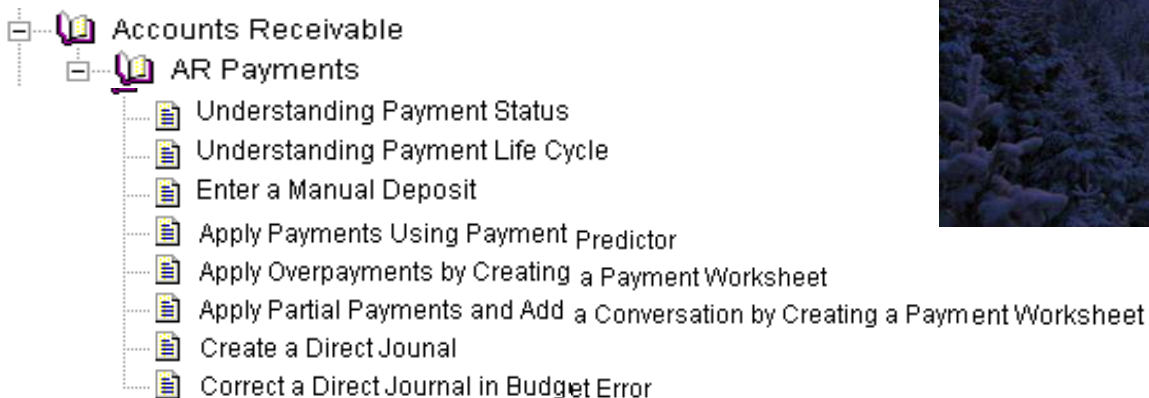 Accounts Receivable
AR Payments
Understanding Payment Status
Understanding Payment Life Cycle
Enter a Manual Deposit
Apply Payments Using Payment Predictor
Apply Overpayments by Creating a Payment Worksheet
Apply Partial Payments and Add a Conversation by Creating a Payment Worksheet
Create a Direct Jounal
Correct a Direct Journal in Budget Error